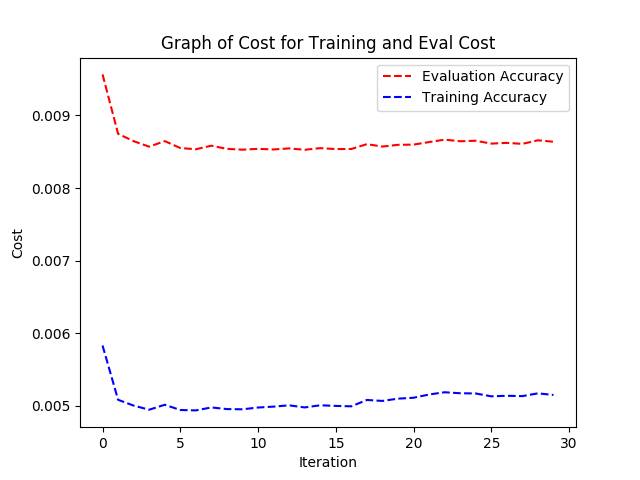 Graph of Cost for Training and Eval Cost
Evaluation Accuracy
Training Accuracy
0.009
0.008
0.007
0.006
0.005
Cost
0
5
10
15
20
25
30
Iteration